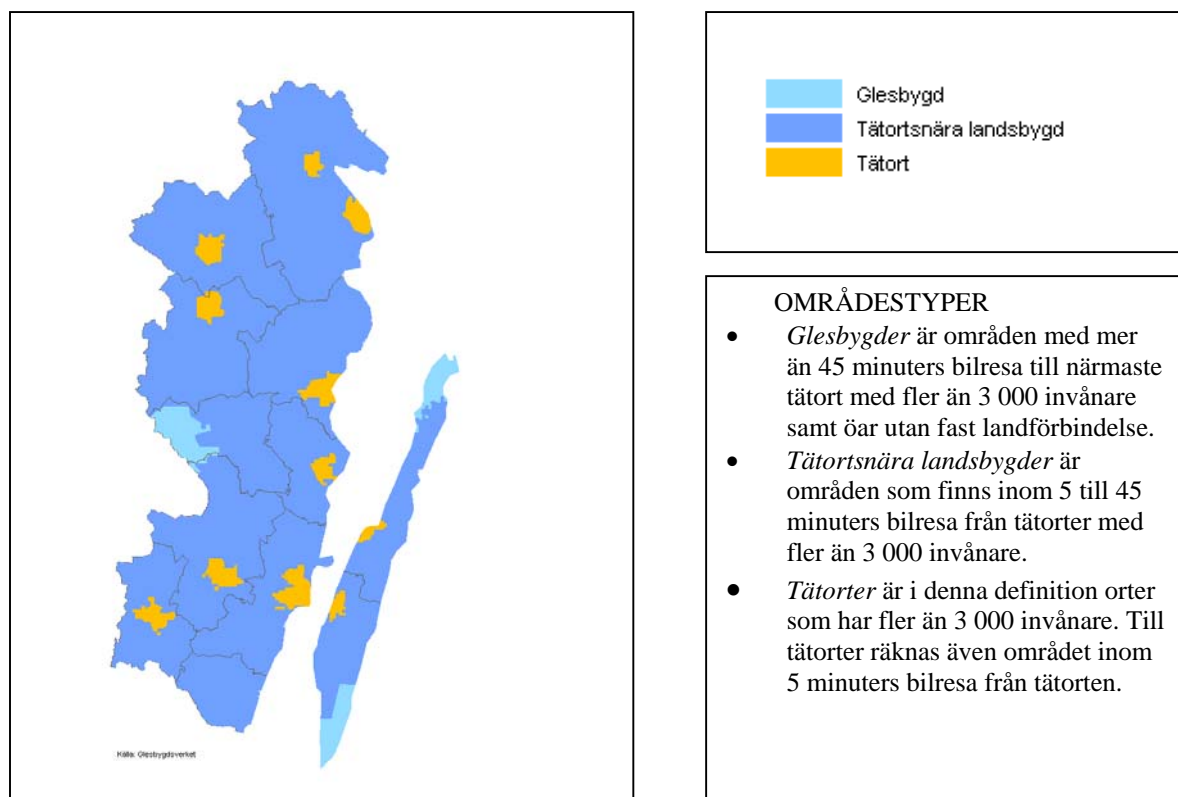 Källa: Glesbygdsverket
Glesbygd
Tätortsnära landsbygd
Tätort
OMRÅDESTYPER
• Glesbygder är områden med mer
än 45 minuters bilresa till närmaste
tätort med fler än 3 000 invånare
samt öar utan fast landförbindelse.
• Tätortsnära landsbygder är
områden som finns inom 5 till 45
minuters bilresa från tätorter med
fler än 3 000 invånare.
• Tätorter är i denna definition orter
som har fler än 3 000 invånare. Till
tätorter räknas även området inom
5 minuters bilresa från tätorten.